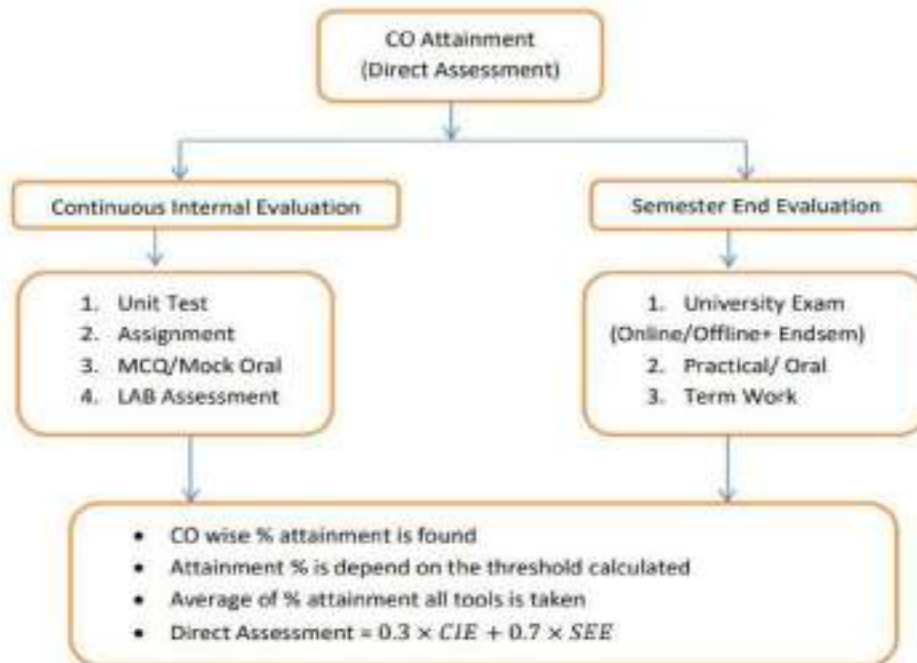 CO Attainment
(Direct Assessment)
Continuous Internal Evaluation
Semester End Evaluation
1. Unit Test
2. Assignment
3. MCQ/Mock Oral
4. LAB Assessment
1. University Exam
(Online/Offline+ Endsem)
2. Practical/ Oral
3. Term Work
• CO wise % attainment is found
• Attainment % is depend on the threshold calculated
• Average of % attainment all tools is taken
• Direct Assessment = 0.3 × CIE + 0.7 × SEE